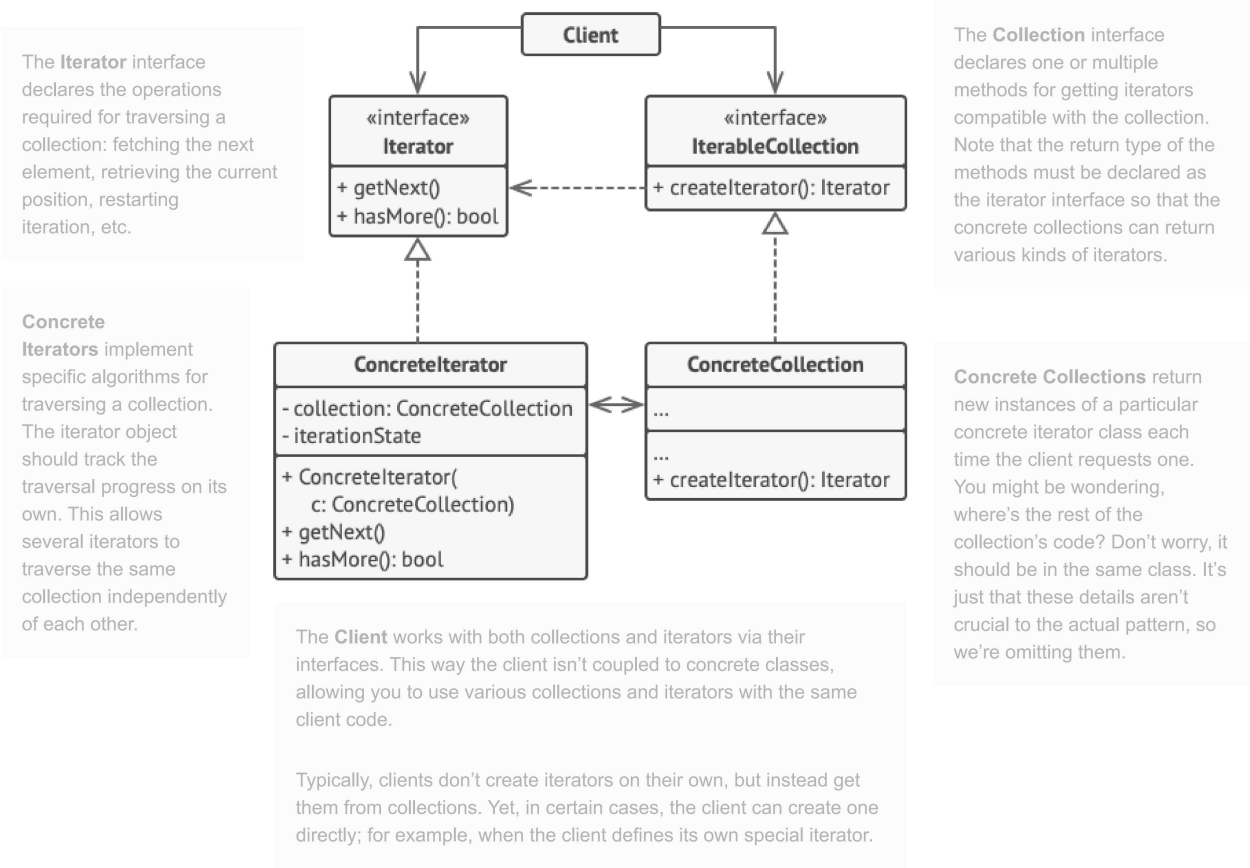 Client
The Iterator interface
declares the operations
required for traversing a
collection: fetching the next
element, retrieving the current
position, restarting
iteration, etc.
«interface»
Iterator
+ getNext()
+ hasMore(): bool
«interface»
IterableCollection
+ createIterator(): Iterator
The Collection interface
declares one or multiple
methods for getting iterators
compatible with the collection.
Note that the return type of the
methods must be declared as
the iterator interface so that the
concrete collections can return
various kinds of iterators.
Concrete
Iterators implement
specific algorithms for
traversing a collection.
The iterator object
should track the
traversal progress on its
own. This allows
several iterators to
traverse the same
collection independently
of each other.
ConcreteIterator
- collection: ConcreteCollection
- iterationState
+ ConcreteIterator(
c: ConcreteCollection)
+ getNext()
+ hasMore(): bool
ConcreteCollection
...
...
+ createIterator(): Iterator
Concrete Collections return
new instances of a particular
concrete iterator class each
time the client requests one.
You might be wondering,
where’s the rest of the
collection’s code? Don’t worry, it
should be in the same class. It’s
just that these details aren’t
crucial to the actual pattern, so
we’re omitting them.
The Client works with both collections and iterators via their
interfaces. This way the client isn’t coupled to concrete classes,
allowing you to use various collections and iterators with the same
client code.
Typically, clients don’t create iterators on their own, but instead get
them from collections. Yet, in certain cases, the client can create one
directly; for example, when the client defines its own special iterator.